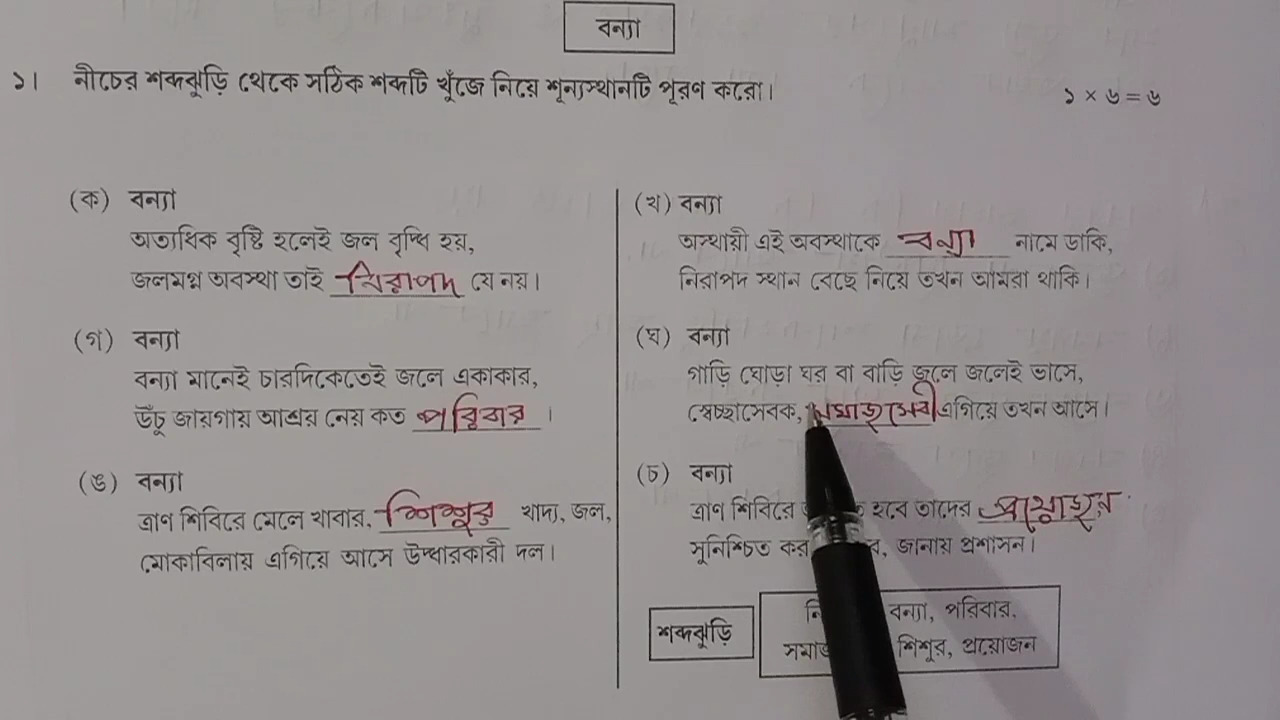 বন্যা
১। নীচের শব্দঝুড়ি থেকে সঠিক শব্দটি খুঁজে নিয়ে শূন্যস্থানটি পূরণ করো। ১ × ৬ = ৬
(ক) বন্যা
অত্যধিক বৃষ্টি হলেই জল বৃদ্ধি হয়,
জলমগ্ন অবস্থা তাই নিরাপদ যে নয়।
(গ) বন্যা
বন্যা মানেই চারদিকেতেই জলে একাকার,
উঁচু জায়গায় আশ্রয় নেয় কত পরিবার ।
(ঙ) বন্যা
ত্রাণ শিবিরে মেলে খাবার, শিশুর খাদ্য, জল,
মোকাবিলায় এগিয়ে আসে উদ্ধারকারী দল।
(খ) বন্যা
অস্থায়ী এই অবস্থাকে বন্যা নামে ডাকি,
নিরাপদ স্থান বেছে নিয়ে তখন আমরা থাকি।
(ঘ) বন্যা
গাড়ি ঘোড়া ঘর বা বাড়ি জলে জলেই ভাসে,
স্বেচ্ছাসেবক, সমাজসেবী এগিয়ে তখন আসে।
(চ) বন্যা
ত্রাণ শিবিরে হবে তাদের প্রয়োজন
সুনিশ্চিত কর জানায় প্রশাসন।
শব্দঝুড়ি
বন্যা, পরিবার,
শিশুর, প্রয়োজন